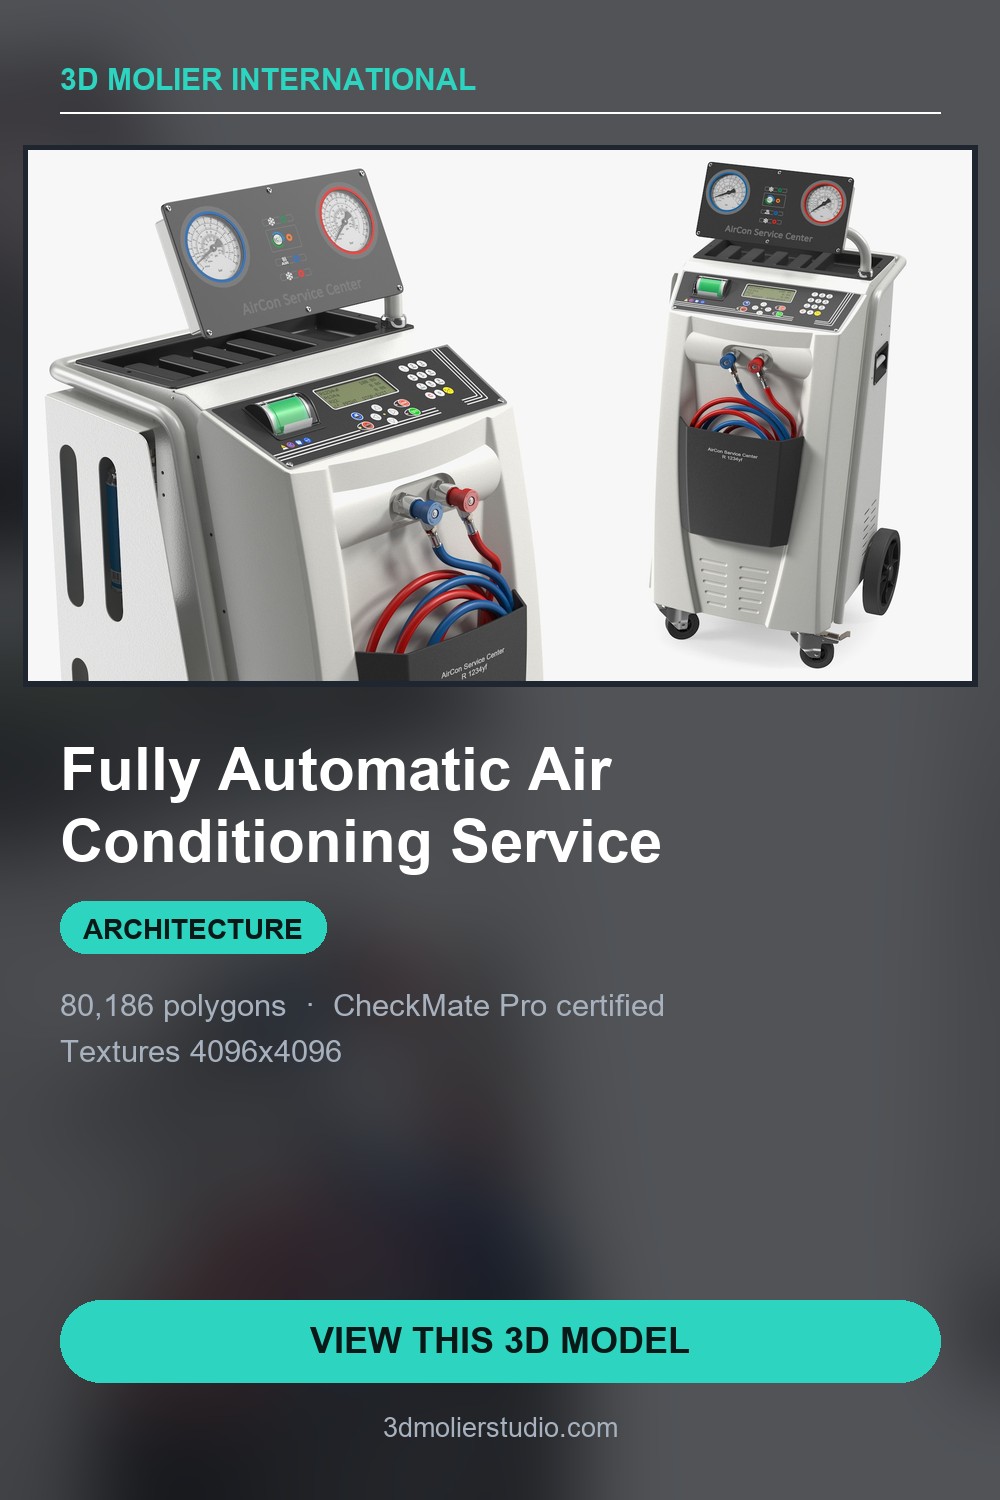 3D MOLIER INTERNATIONAL
AirCon Service Center
AirCon Service Center
AirCon Service Center
R 1234yf
AirCon Service Center
R 1234yf
Fully Automatic Air
Conditioning Service
ARCHITECTURE
80,186 polygons · CheckMate Pro certified
Textures 4096x4096
VIEW THIS 3D MODEL
3dmolierstudio.com